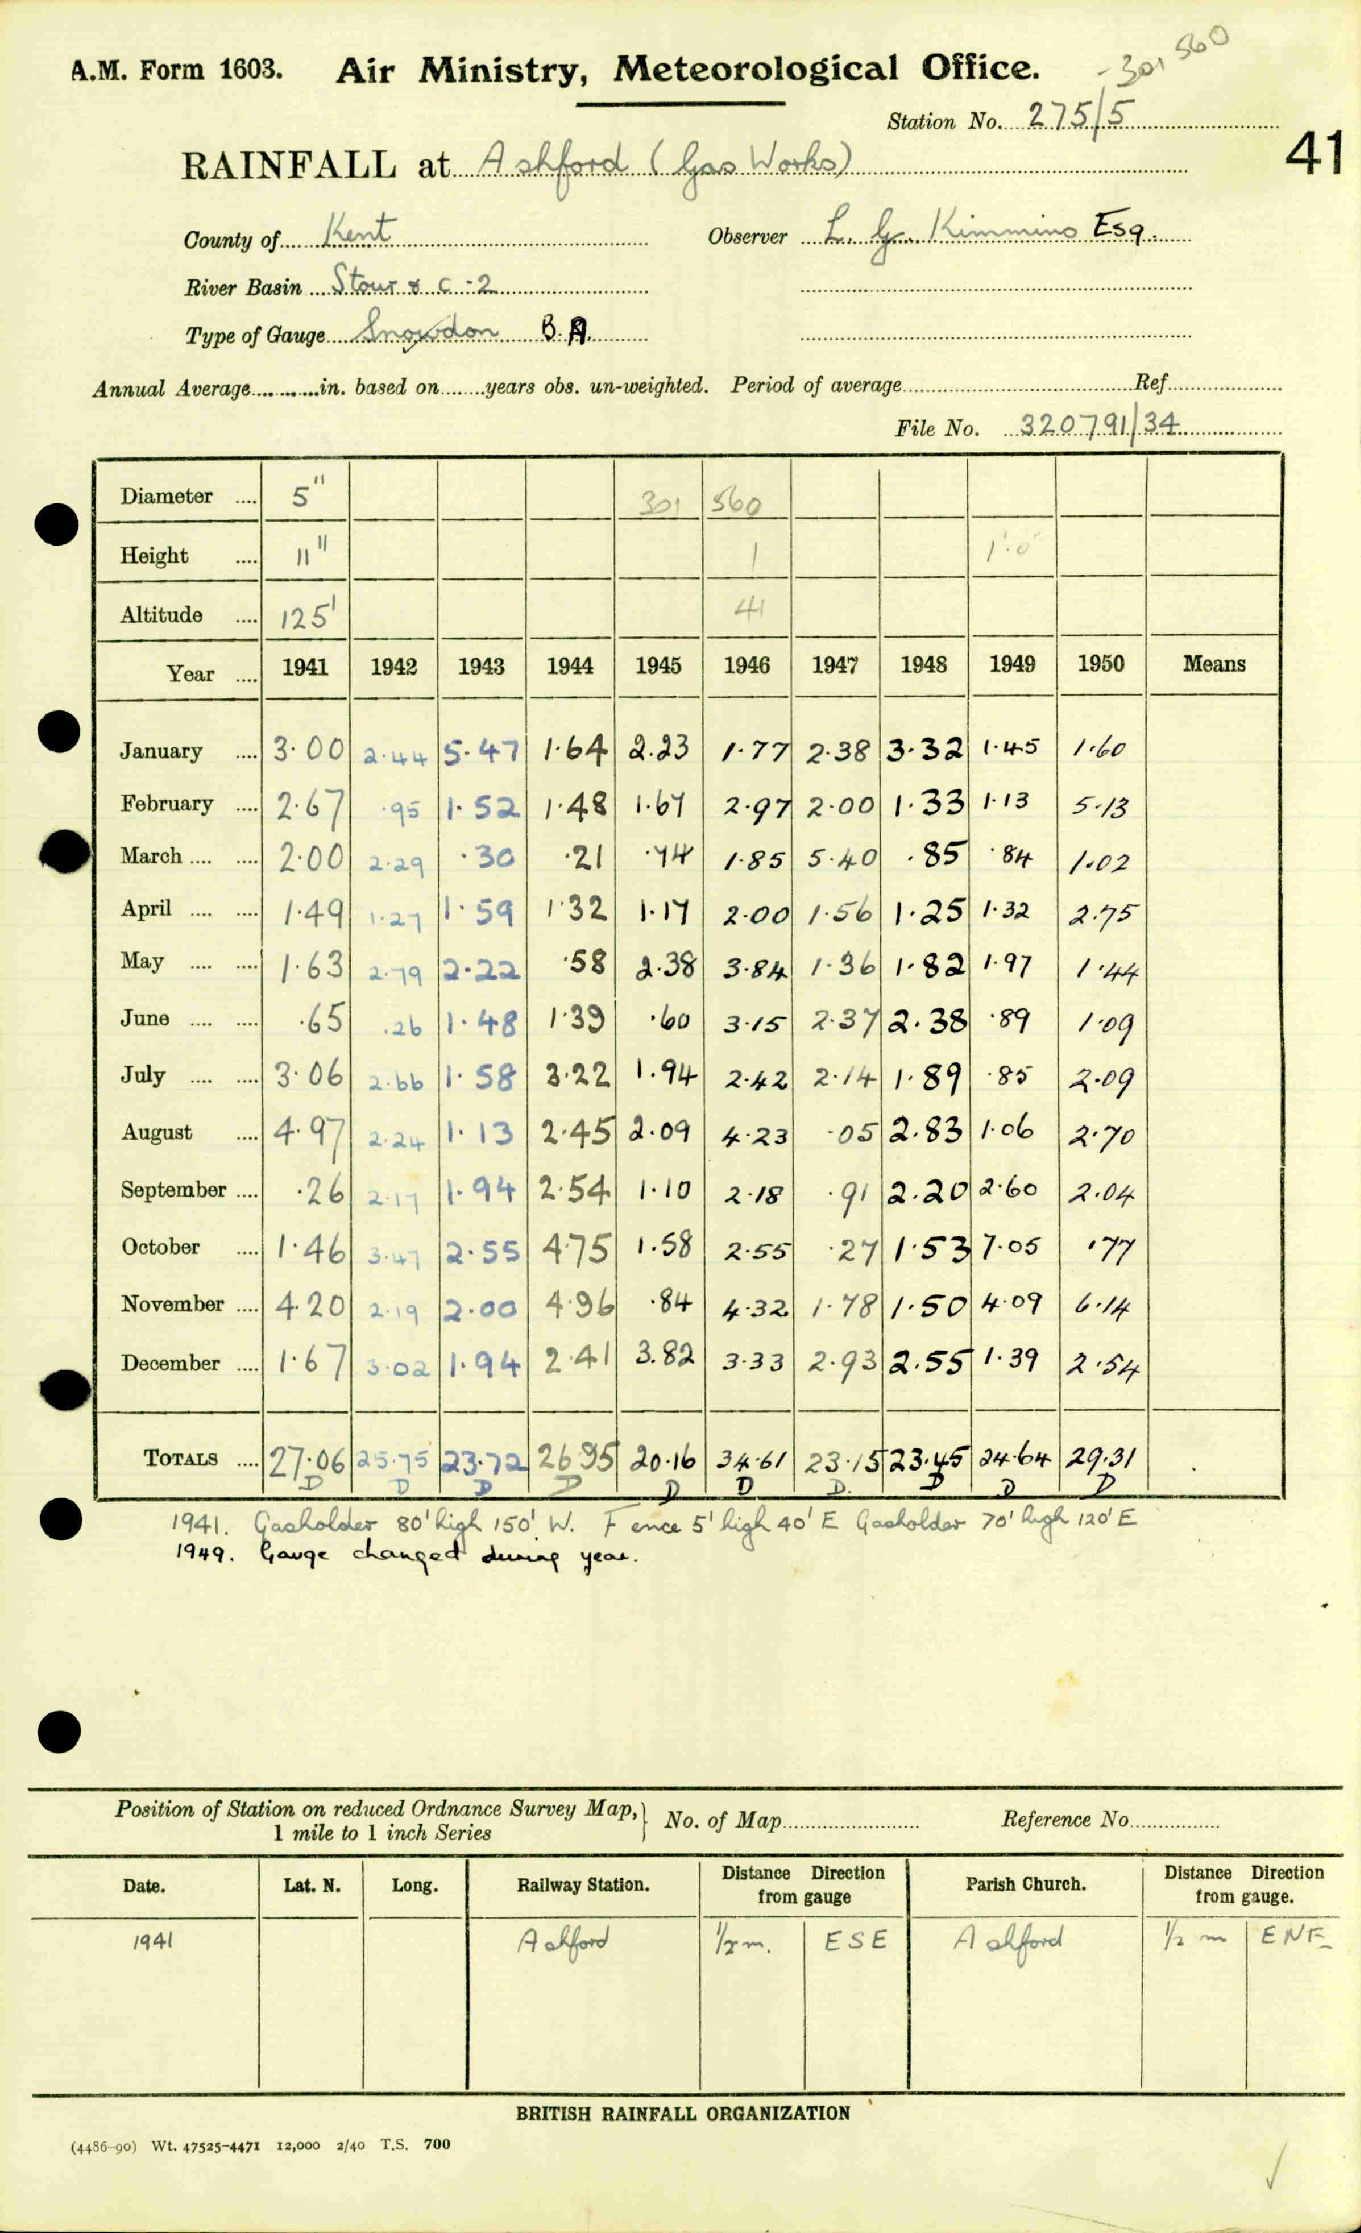 301 560
A.M. Form 1603. Air Ministry, Meteorological Office.
Station No. 275/5
41
RAINFALL at Ashford (Gas Works)
County of Kent Observer L. G. Kimmins Esq.
River Basin Stour & C-2
Type of Gauge Snowdon B.A.
Annual Average in. based on years obs. un-weighted. Period of average Ref
File No. 320791/34
Diameter 5" 301 560
Height 11" 1 1'·0"
Altitude 125' 41
Year 1941 1942 1943 1944 1945 1946 1947 1948 1949 1950 Means
January 3·00 2·44 5·47 1·64 2·23 1·77 2·38 3·32 1·45 1·60
February 2·67 ·95 1·52 1·48 1·67 2·97 2·00 1·33 1·13 5·13
March 2·00 2·29 ·30 ·21 ·74 1·85 5·40 ·85 ·84 1·02
April 1·49 1·27 1·59 1·32 1·17 2·00 1·56 1·25 1·32 2·75
May 1·63 2·79 2·22 ·58 2·38 3·84 1·36 1·82 1·97 1·44
June ·65 ·26 1·48 1·39 ·60 3·15 2·37 2·38 ·89 1·09
July 3·06 2·66 1·58 3·22 1·94 2·42 2·14 1·89 ·85 2·09
August 4·97 2·24 1·13 2·45 2·09 4·23 ·05 2·83 1·06 2·70
September ·26 2·17 1·94 2·54 1·10 2·18 ·91 2·20 2·60 2·04
October 1·46 3·47 2·55 4·75 1·58 2·55 ·27 1·53 7·05 ·77
November 4·20 2·19 2·00 4·96 ·84 4·32 1·78 1·50 4·09 6·14
December 1·67 3·02 1·94 2·41 3·82 3·33 2·93 2·55 1·39 2·54
TOTALS 27·06 25·75 23·72 26·95 20·16 34·61 23·15 23·45 24·64 29·31
D D D D D D D. D D D
1941. Gasholder 80' high 150' W. Fence 5' high 40' E Gasholder 70' high 120' E
1949. Gauge changed during year.
Position of Station on reduced Ordnance Survey Map, No. of Map Reference No.
1 mile to 1 inch Series
Date. Lat. N. Long. Railway Station. Distance Direction from gauge Parish Church. Distance Direction from gauge.
1941 Ashford 1/2 m. ESE Ashford 1/2 m ENE
BRITISH RAINFALL ORGANIZATION
(4486-90) Wt. 47525-4471 12,000 2/40 T.S. 700